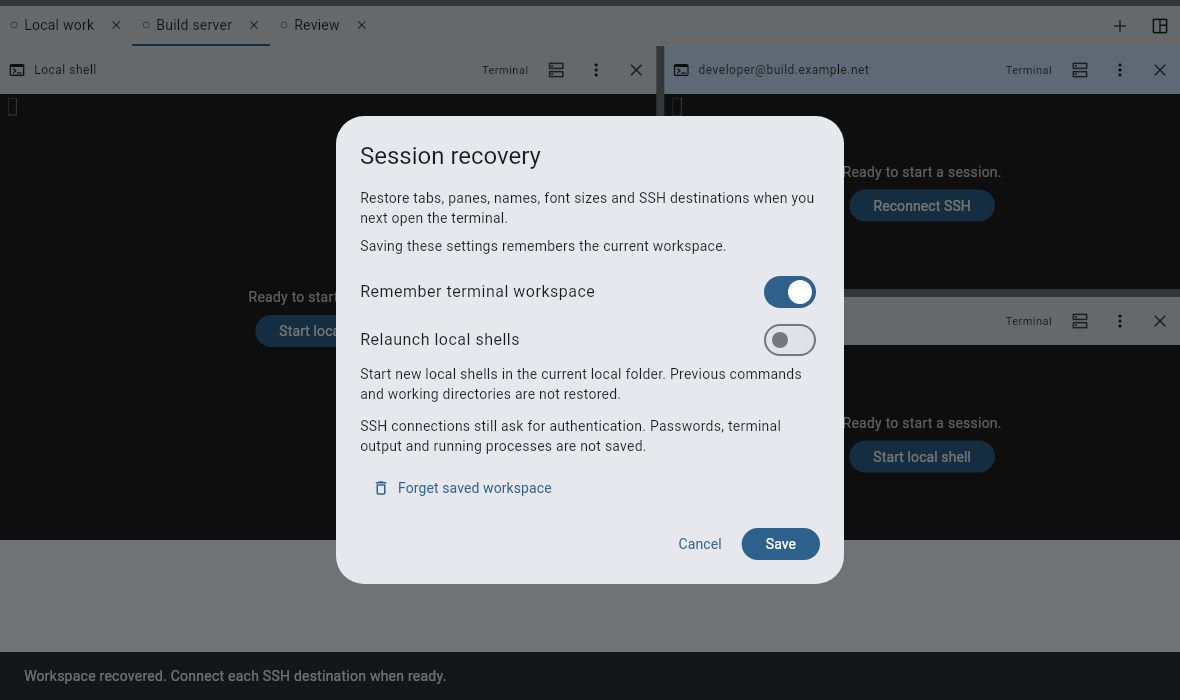 Local work
Build server
Review
Local shell
Terminal
developer@build.example.net
Terminal
Ready to start a session.
Reconnect SSH
Ready to start
Start loca
Terminal
Ready to start a session.
Start local shell
Session recovery
Restore tabs, panes, names, font sizes and SSH destinations when you
next open the terminal.
Saving these settings remembers the current workspace.
Remember terminal workspace
Relaunch local shells
Start new local shells in the current local folder. Previous commands
and working directories are not restored.
SSH connections still ask for authentication. Passwords, terminal
output and running processes are not saved.
Forget saved workspace
Cancel
Save
Workspace recovered. Connect each SSH destination when ready.